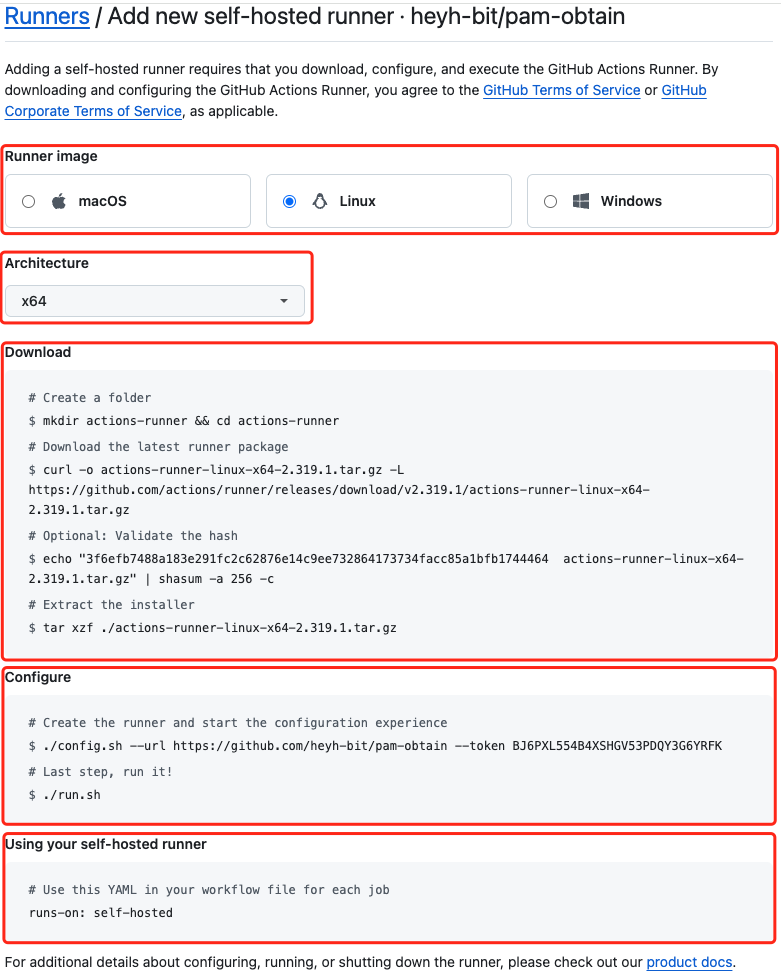 Runners / Add new self-hosted runner · heyh-bit/pam-obtain
Adding a self-hosted runner requires that you download, configure, and execute the GitHub Actions Runner. By
downloading and configuring the GitHub Actions Runner, you agree to the GitHub Terms of Service or GitHub
Corporate Terms of Service, as applicable.
Runner image
macOS
Linux
Windows
Architecture
x64
Download
# Create a folder
$ mkdir actions-runner && cd actions-runner
# Download the latest runner package
$ curl -o actions-runner-linux-x64-2.319.1.tar.gz -L
https://github.com/actions/runner/releases/download/v2.319.1/actions-runner-linux-x64-
2.319.1.tar.gz
# Optional: Validate the hash
$ echo "3f6efb7488a183e291fc2c62876e14c9ee732864173734facc85a1bfb1744464  actions-runner-linux-x64-
2.319.1.tar.gz" | shasum -a 256 -c
# Extract the installer
$ tar xzf ./actions-runner-linux-x64-2.319.1.tar.gz
Configure
# Create the runner and start the configuration experience
$ ./config.sh --url https://github.com/heyh-bit/pam-obtain --token BJ6PXL554B4XSHGV53PDQY3G6YRFK
# Last step, run it!
$ ./run.sh
Using your self-hosted runner
# Use this YAML in your workflow file for each job
runs-on: self-hosted
For additional details about configuring, running, or shutting down the runner, please check out our product docs.